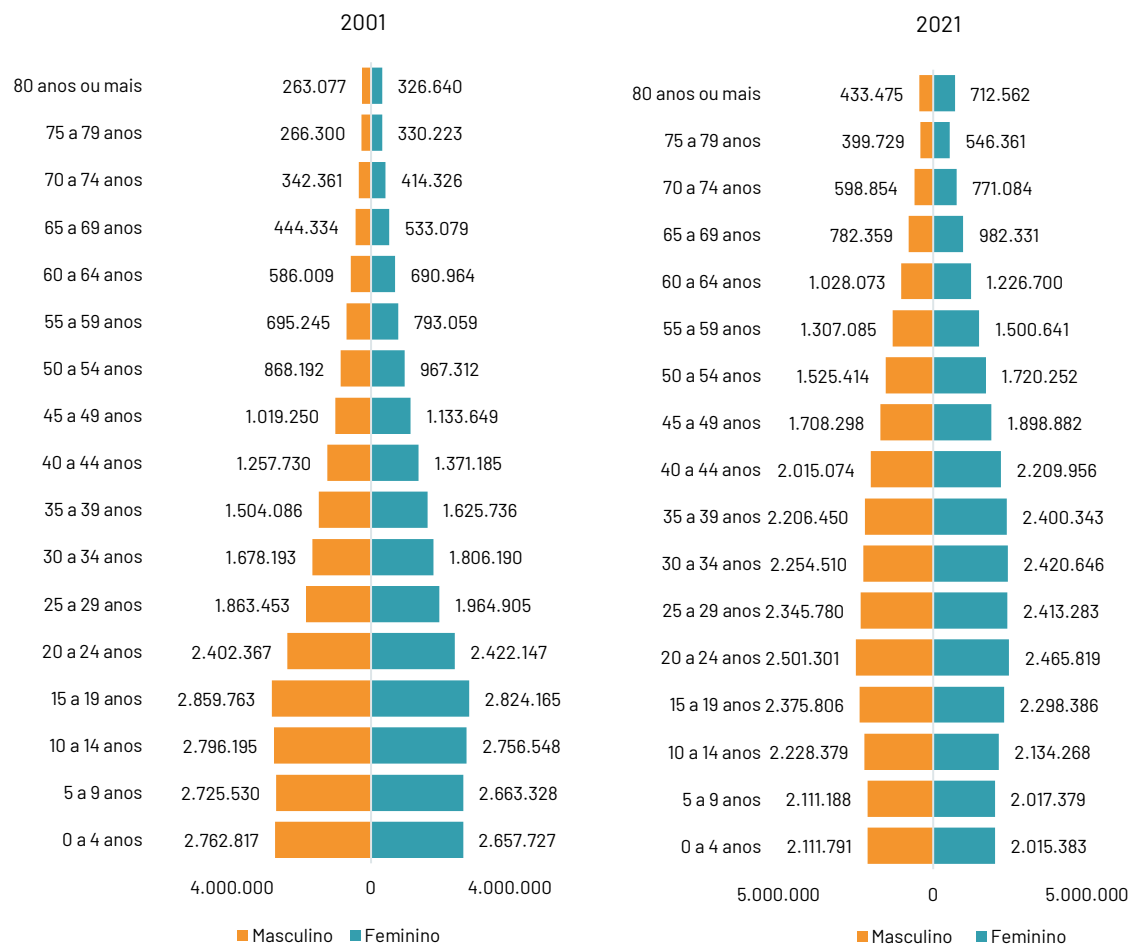 2001
80 anos ou mais 263.077 326.640
75 a 79 anos 266.300 330.223
70 a 74 anos 342.361 414.326
65 a 69 anos 444.334 533.079
60 a 64 anos 586.009 690.964
55 a 59 anos 695.245 793.059
50 a 54 anos 868.192 967.312
45 a 49 anos 1.019.250 1.133.649
40 a 44 anos 1.257.730 1.371.185
35 a 39 anos 1.504.086 1.625.736
30 a 34 anos 1.678.193 1.806.190
25 a 29 anos 1.863.453 1.964.905
20 a 24 anos 2.402.367 2.422.147
15 a 19 anos 2.859.763 2.824.165
10 a 14 anos 2.796.195 2.756.548
5 a 9 anos 2.725.530 2.663.328
0 a 4 anos 2.762.817 2.657.727
4.000.000 0 4.000.000
Masculino Feminino
2021
80 anos ou mais 433.475 712.562
75 a 79 anos 399.729 546.361
70 a 74 anos 598.854 771.084
65 a 69 anos 782.359 982.331
60 a 64 anos 1.028.073 1.226.700
55 a 59 anos 1.307.085 1.500.641
50 a 54 anos 1.525.414 1.720.252
45 a 49 anos 1.708.298 1.898.882
40 a 44 anos 2.015.074 2.209.956
35 a 39 anos 2.206.450 2.400.343
30 a 34 anos 2.254.510 2.420.646
25 a 29 anos 2.345.780 2.413.283
20 a 24 anos 2.501.301 2.465.819
15 a 19 anos 2.375.806 2.298.386
10 a 14 anos 2.228.379 2.134.268
5 a 9 anos 2.111.188 2.017.379
0 a 4 anos 2.111.791 2.015.383
5.000.000 0 5.000.000
Masculino Feminino